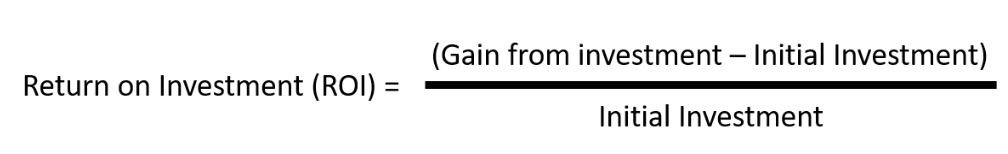 (Gain from investment – Initial Investment)
Return on Investment (ROI) =
Initial Investment